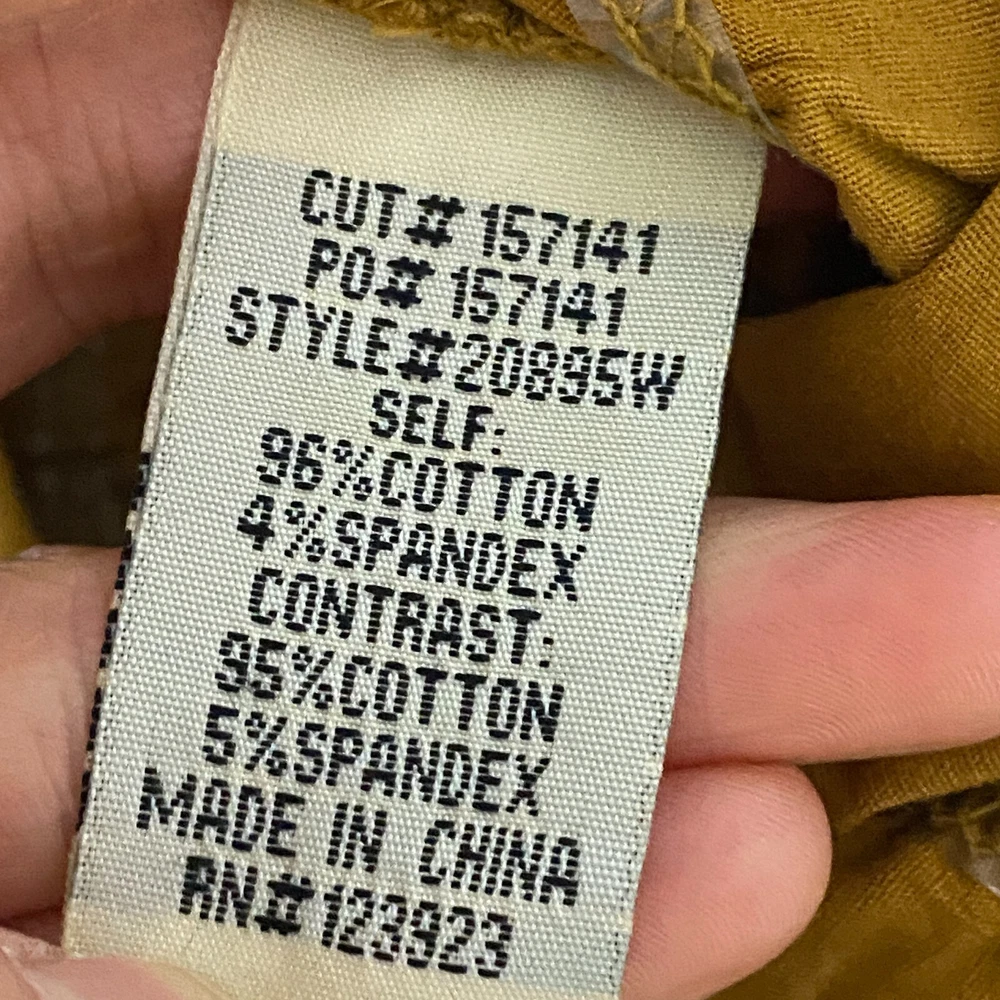 CUT# 157141
PO# 157141
STYLE#20895W
SELF:
96%COTTON
4%SPANDEX
CONTRAST:
95%COTTON
5%SPANDEX
MADE IN CHINA
RN#123923